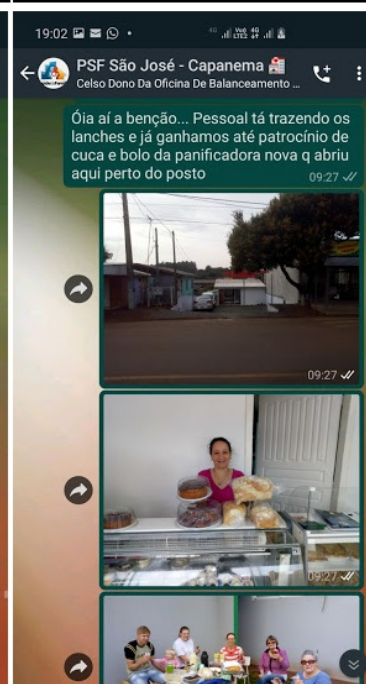 19:02
PSF São José - Capanema
Celso Dono Da Oficina De Balanceamento ...
Óia aí a benção... Pessoal tá trazendo os
lanches e já ganhamos até patrocínio de
cuca e bolo da panificadora nova q abriu
aqui perto do posto
09:27
09:27
09:27